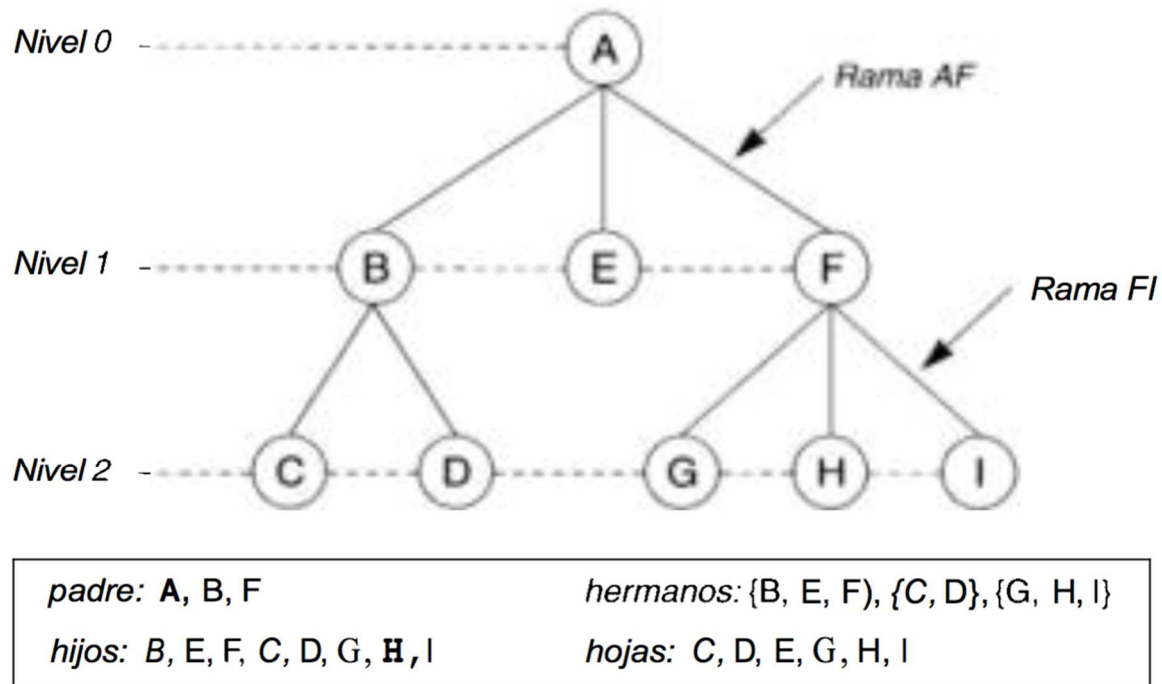 Nivel 0
A
Rama AF
Nivel 1
B
E
F
Rama FI
Nivel 2
C
D
G
H
I
padre: A, B, F
hermanos: {B, E, F), {C, D}, {G, H, I}
hijos: B, E, F, C, D, G, H, I
hojas: C, D, E, G, H, I